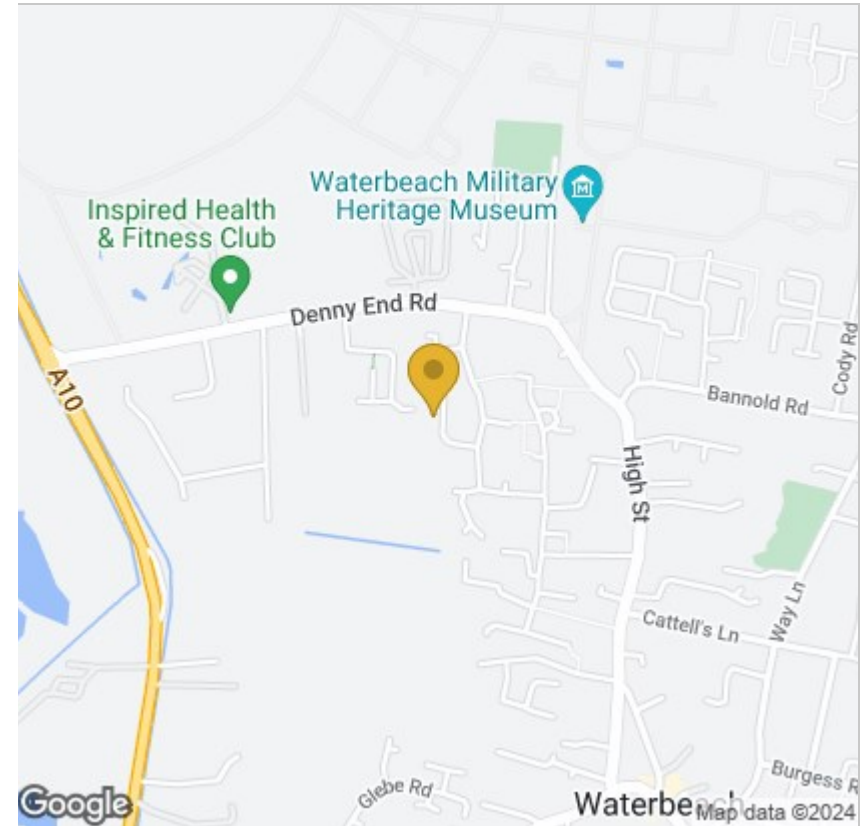 Waterbeach Military
Heritage Museum
Inspired Health
& Fitness Club
Denny End Rd
A10
Cody Rd
Bannold Rd
High St
Way Ln
Cattell's Ln
Glebe Rd
Burgess R
Waterbeach
Google
Map data ©2024